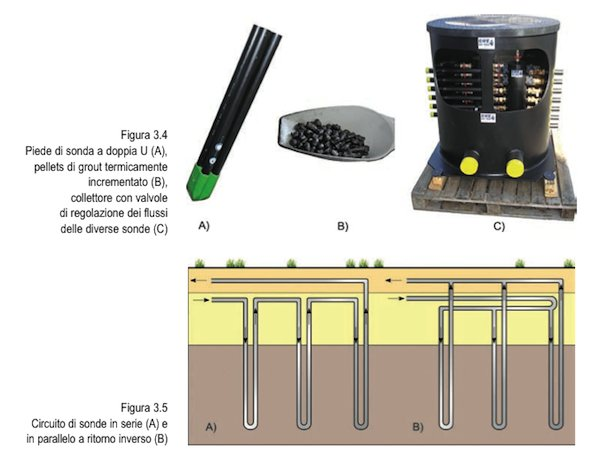 Figura 3.4
Piede di sonda a doppia U (A),
pellets di grout termicamente
incrementato (B),
collettore con valvole
di regolazione dei flussi
delle diverse sonde (C)
A)
B)
C)
Figura 3.5
Circuito di sonde in serie (A) e
in parallelo a ritorno inverso (B)
A)
B)